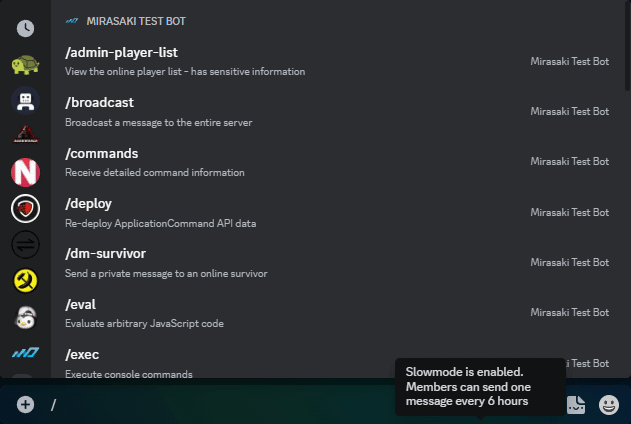 MIRASAKI TEST BOT
/admin-player-list
View the online player list - has sensitive information
Mirasaki Test Bot
/broadcast
Broadcast a message to the entire server
Mirasaki Test Bot
/commands
Receive detailed command information
Mirasaki Test Bot
/deploy
Re-deploy ApplicationCommand API data
Mirasaki Test Bot
/dm-survivor
Send a private message to an online survivor
Mirasaki Test Bot
/eval
Evaluate arbitrary JavaScript code
Mirasaki Test Bot
/exec
Execute console commands
ki Test Bot
Slowmode is enabled.
Members can send one
message every 6 hours
/